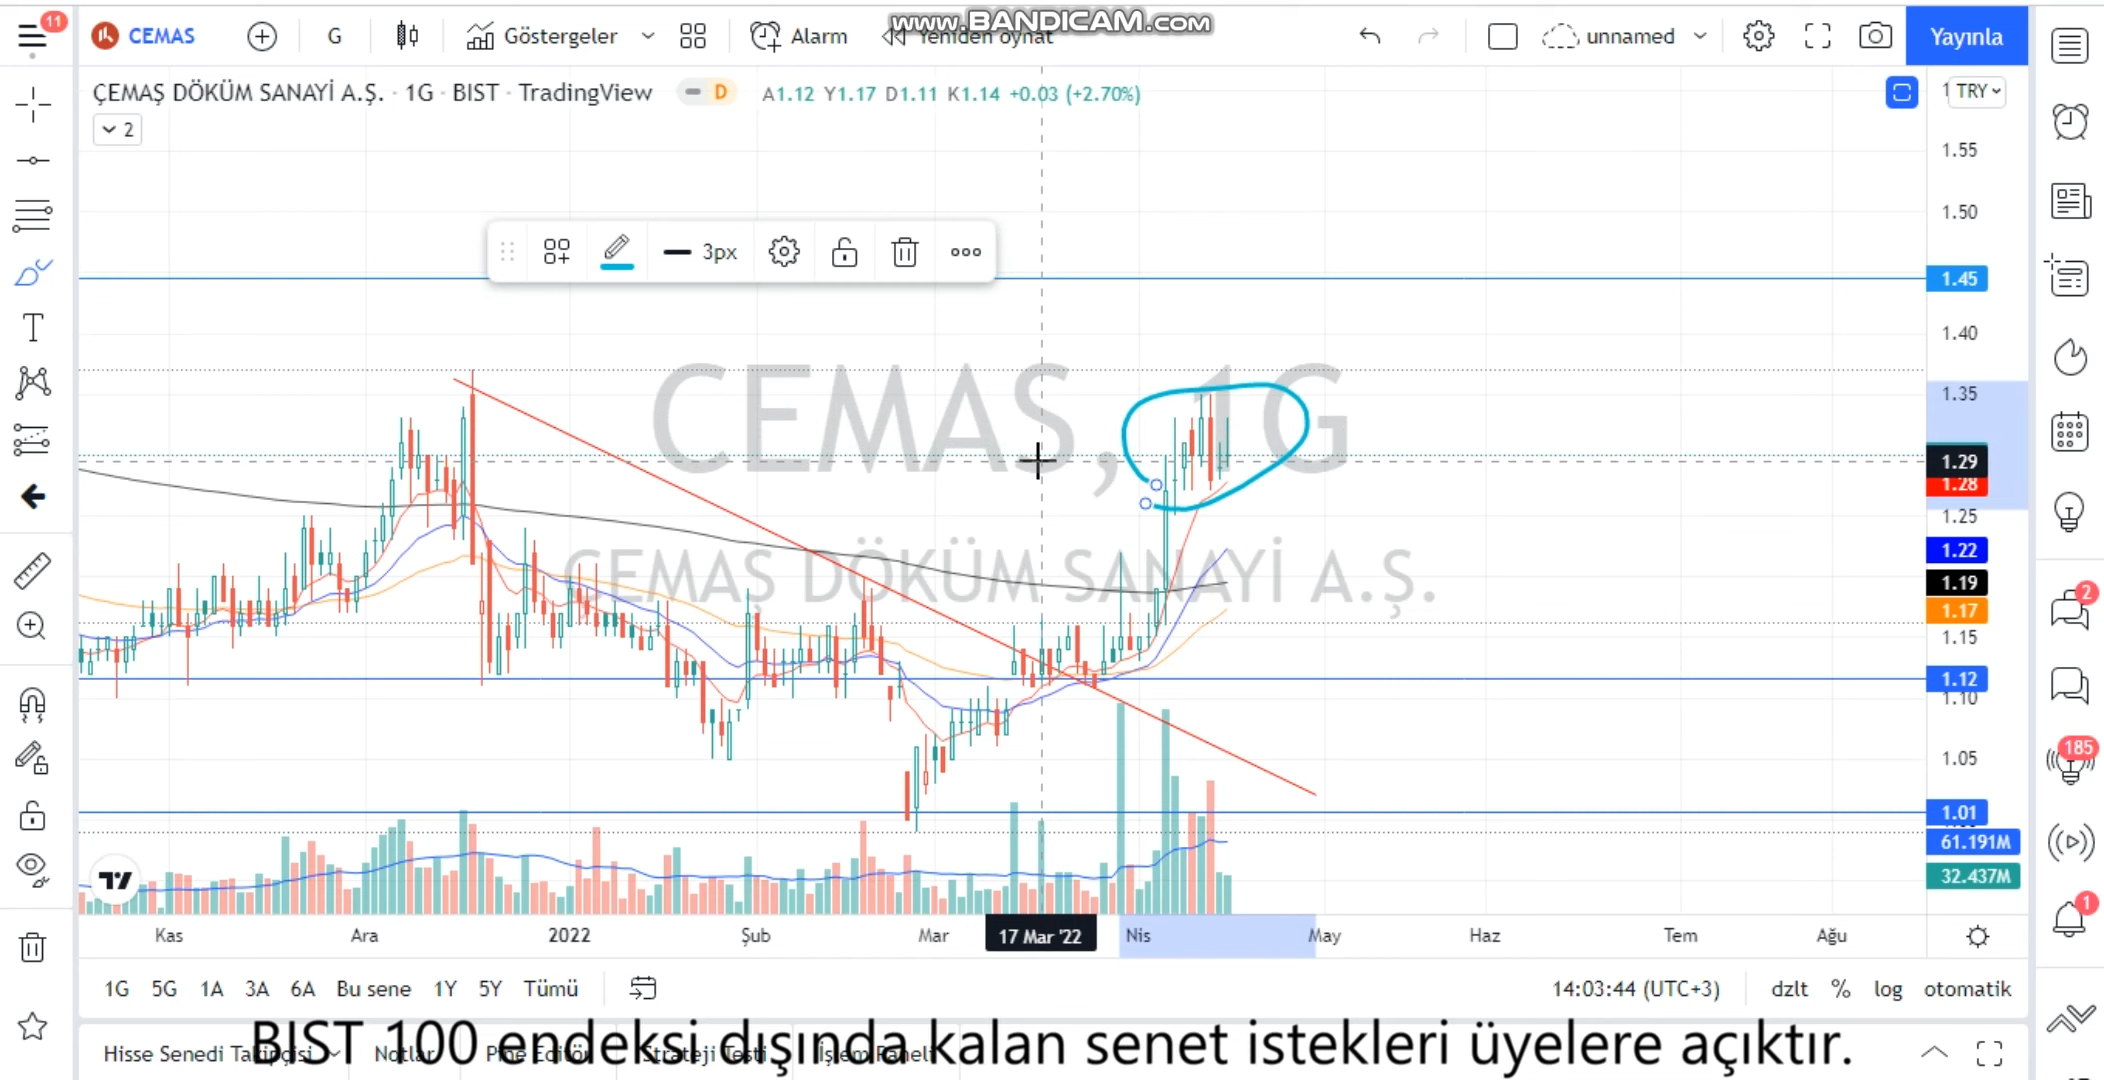 11
CEMAS
G
Göstergeler
Alarm
Yeniden oynat
www.BANDICAM.com
unnamed
Yayınla
ÇEMAŞ DÖKÜM SANAYİ A.Ş. · 1G · BIST · TradingView
D
A1.12 Y1.17 D1.11 K1.14 +0.03 (+2.70%)
TRY
2
1.55
1.50
3px
1.45
1.40
CEMAS, 1G
1.35
1.29
1.28
1.25
ÇEMAŞ DÖKÜM SANAYİ A.Ş.
1.22
1.19
1.17
2
1.15
1.12
1.10
1.05
185
1.01
61.191M
32.437M
1
Kas
Ara
2022
Şub
Mar
17 Mar '22
Nis
May
Haz
Tem
Ağu
1G 5G 1A 3A 6A Bu sene 1Y 5Y Tümü
14:03:44 (UTC+3)
dzlt % log otomatik
Hisse Senedi Takipçisi
Notlar
Pine Editör
Strateji Testi
İşlem Paneli
BIST 100 endeksi dışında kalan senet istekleri üyelere açıktır.